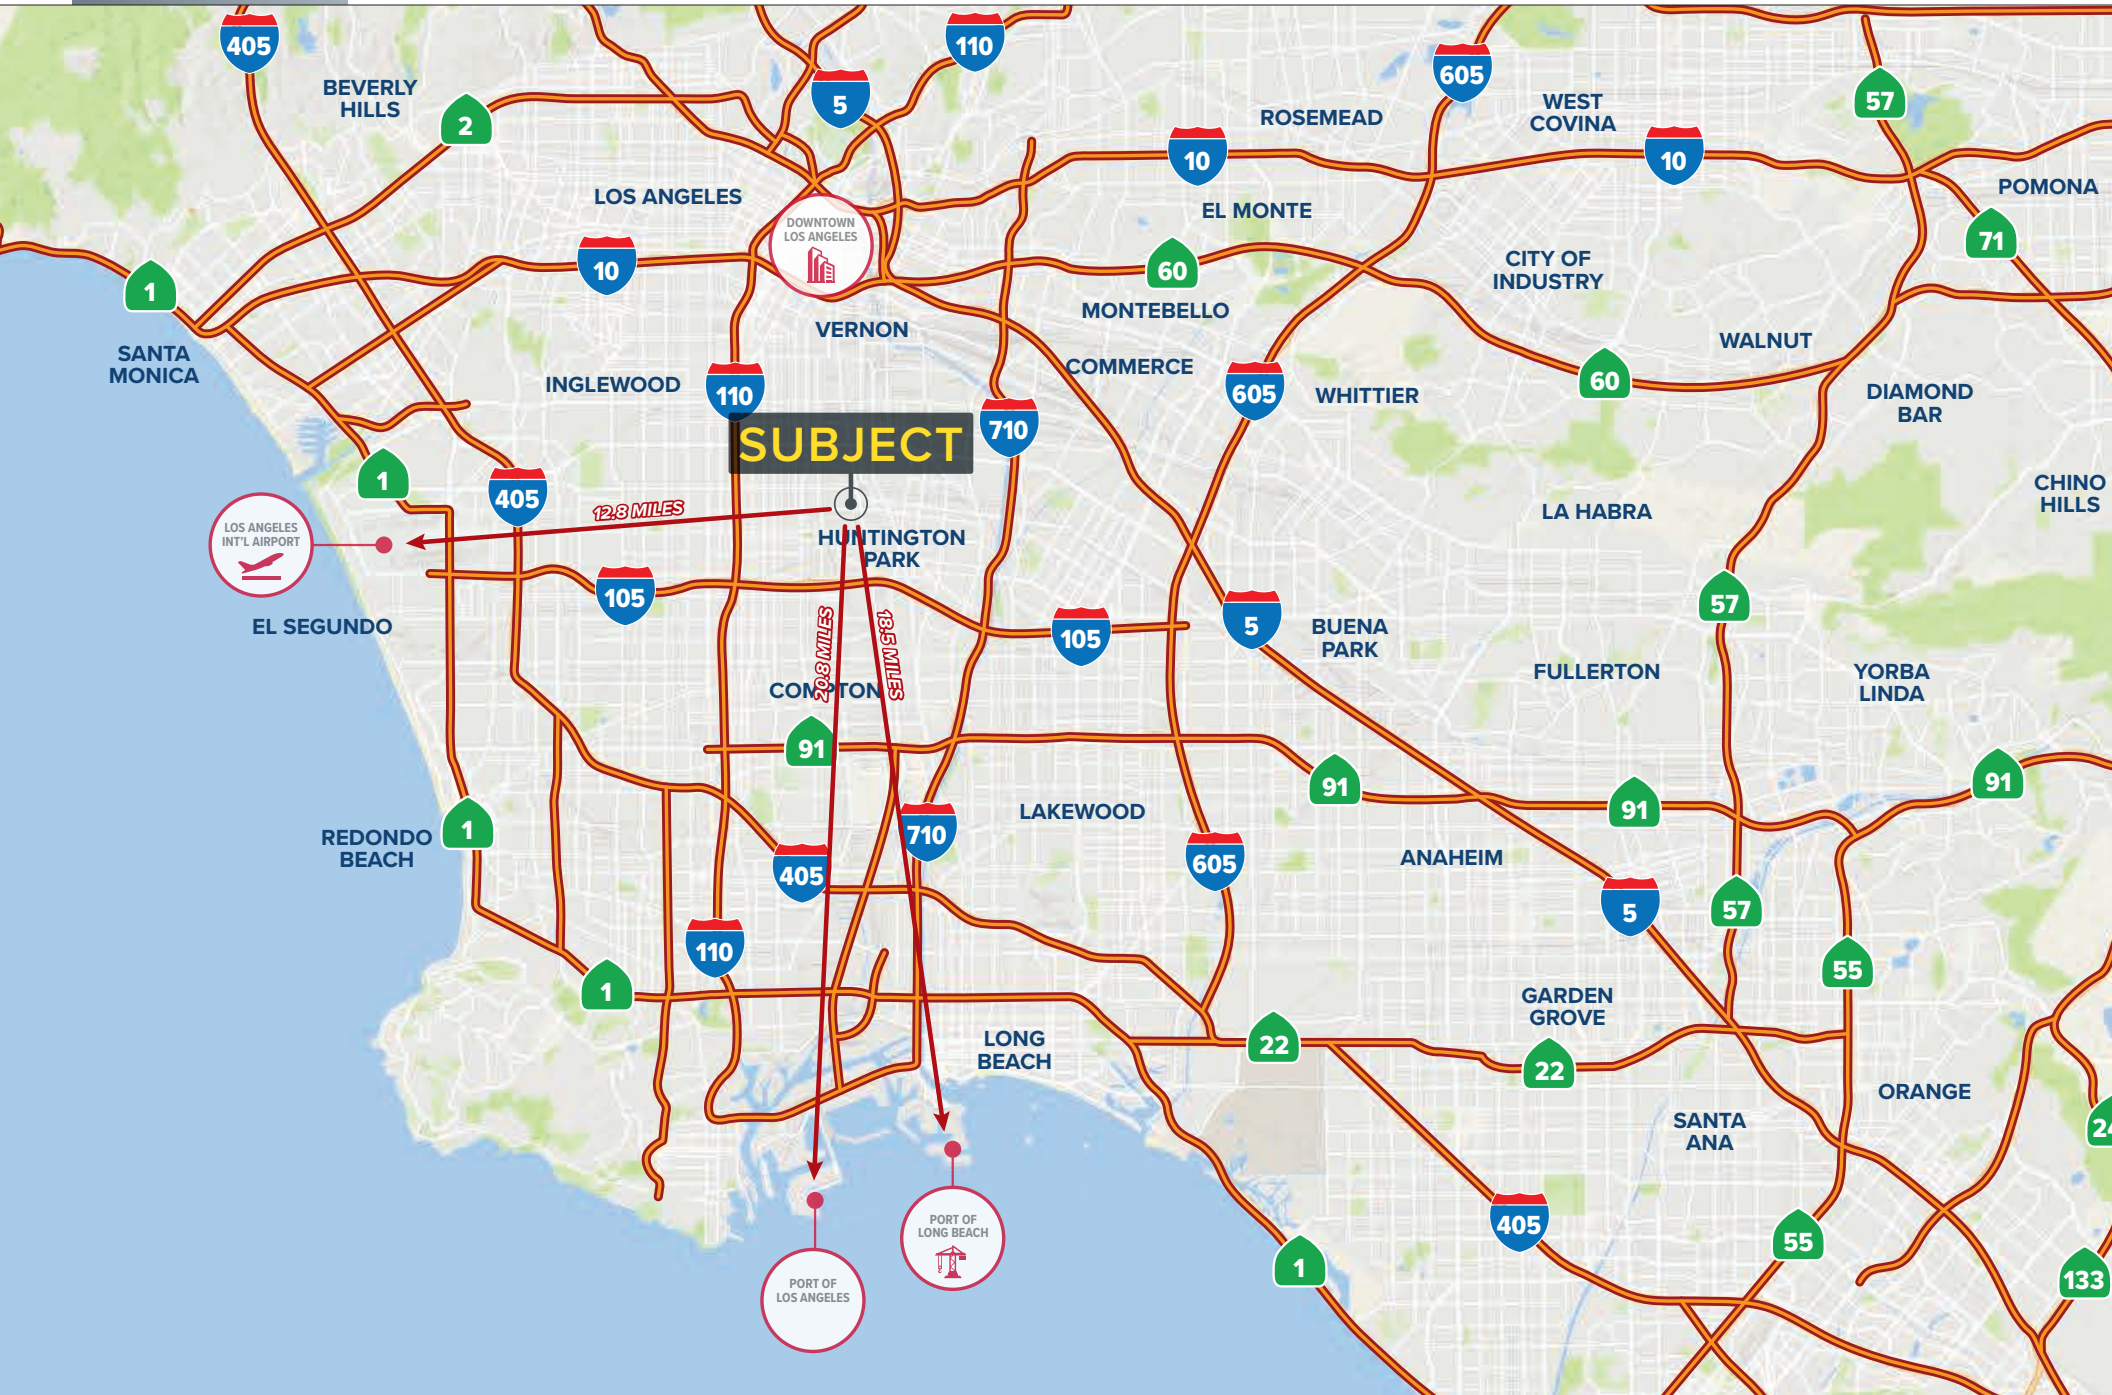 405
110
5
605
57
BEVERLY
HILLS
2
ROSEMEAD
WEST
COVINA
10
10
POMONA
LOS ANGELES
DOWNTOWN
LOS ANGELES
EL MONTE
71
10
60
CITY OF
INDUSTRY
1
MONTEBELLO
VERNON
WALNUT
SANTA
MONICA
COMMERCE
INGLEWOOD
110
605
WHITTIER
60
DIAMOND
BAR
710
SUBJECT
1
405
12.8 MILES
LA HABRA
CHINO
HILLS
LOS ANGELES
INT'L AIRPORT
HUNTINGTON
PARK
105
57
EL SEGUNDO
20.8 MILES
18.5 MILES
105
5
BUENA
PARK
FULLERTON
YORBA
LINDA
COMPTON
91
91
91
91
LAKEWOOD
REDONDO
BEACH
1
710
405
605
ANAHEIM
5
57
110
55
1
GARDEN
GROVE
LONG
BEACH
22
22
ORANGE
SANTA
ANA
24
PORT OF
LONG BEACH
405
55
1
133
PORT OF
LOS ANGELES